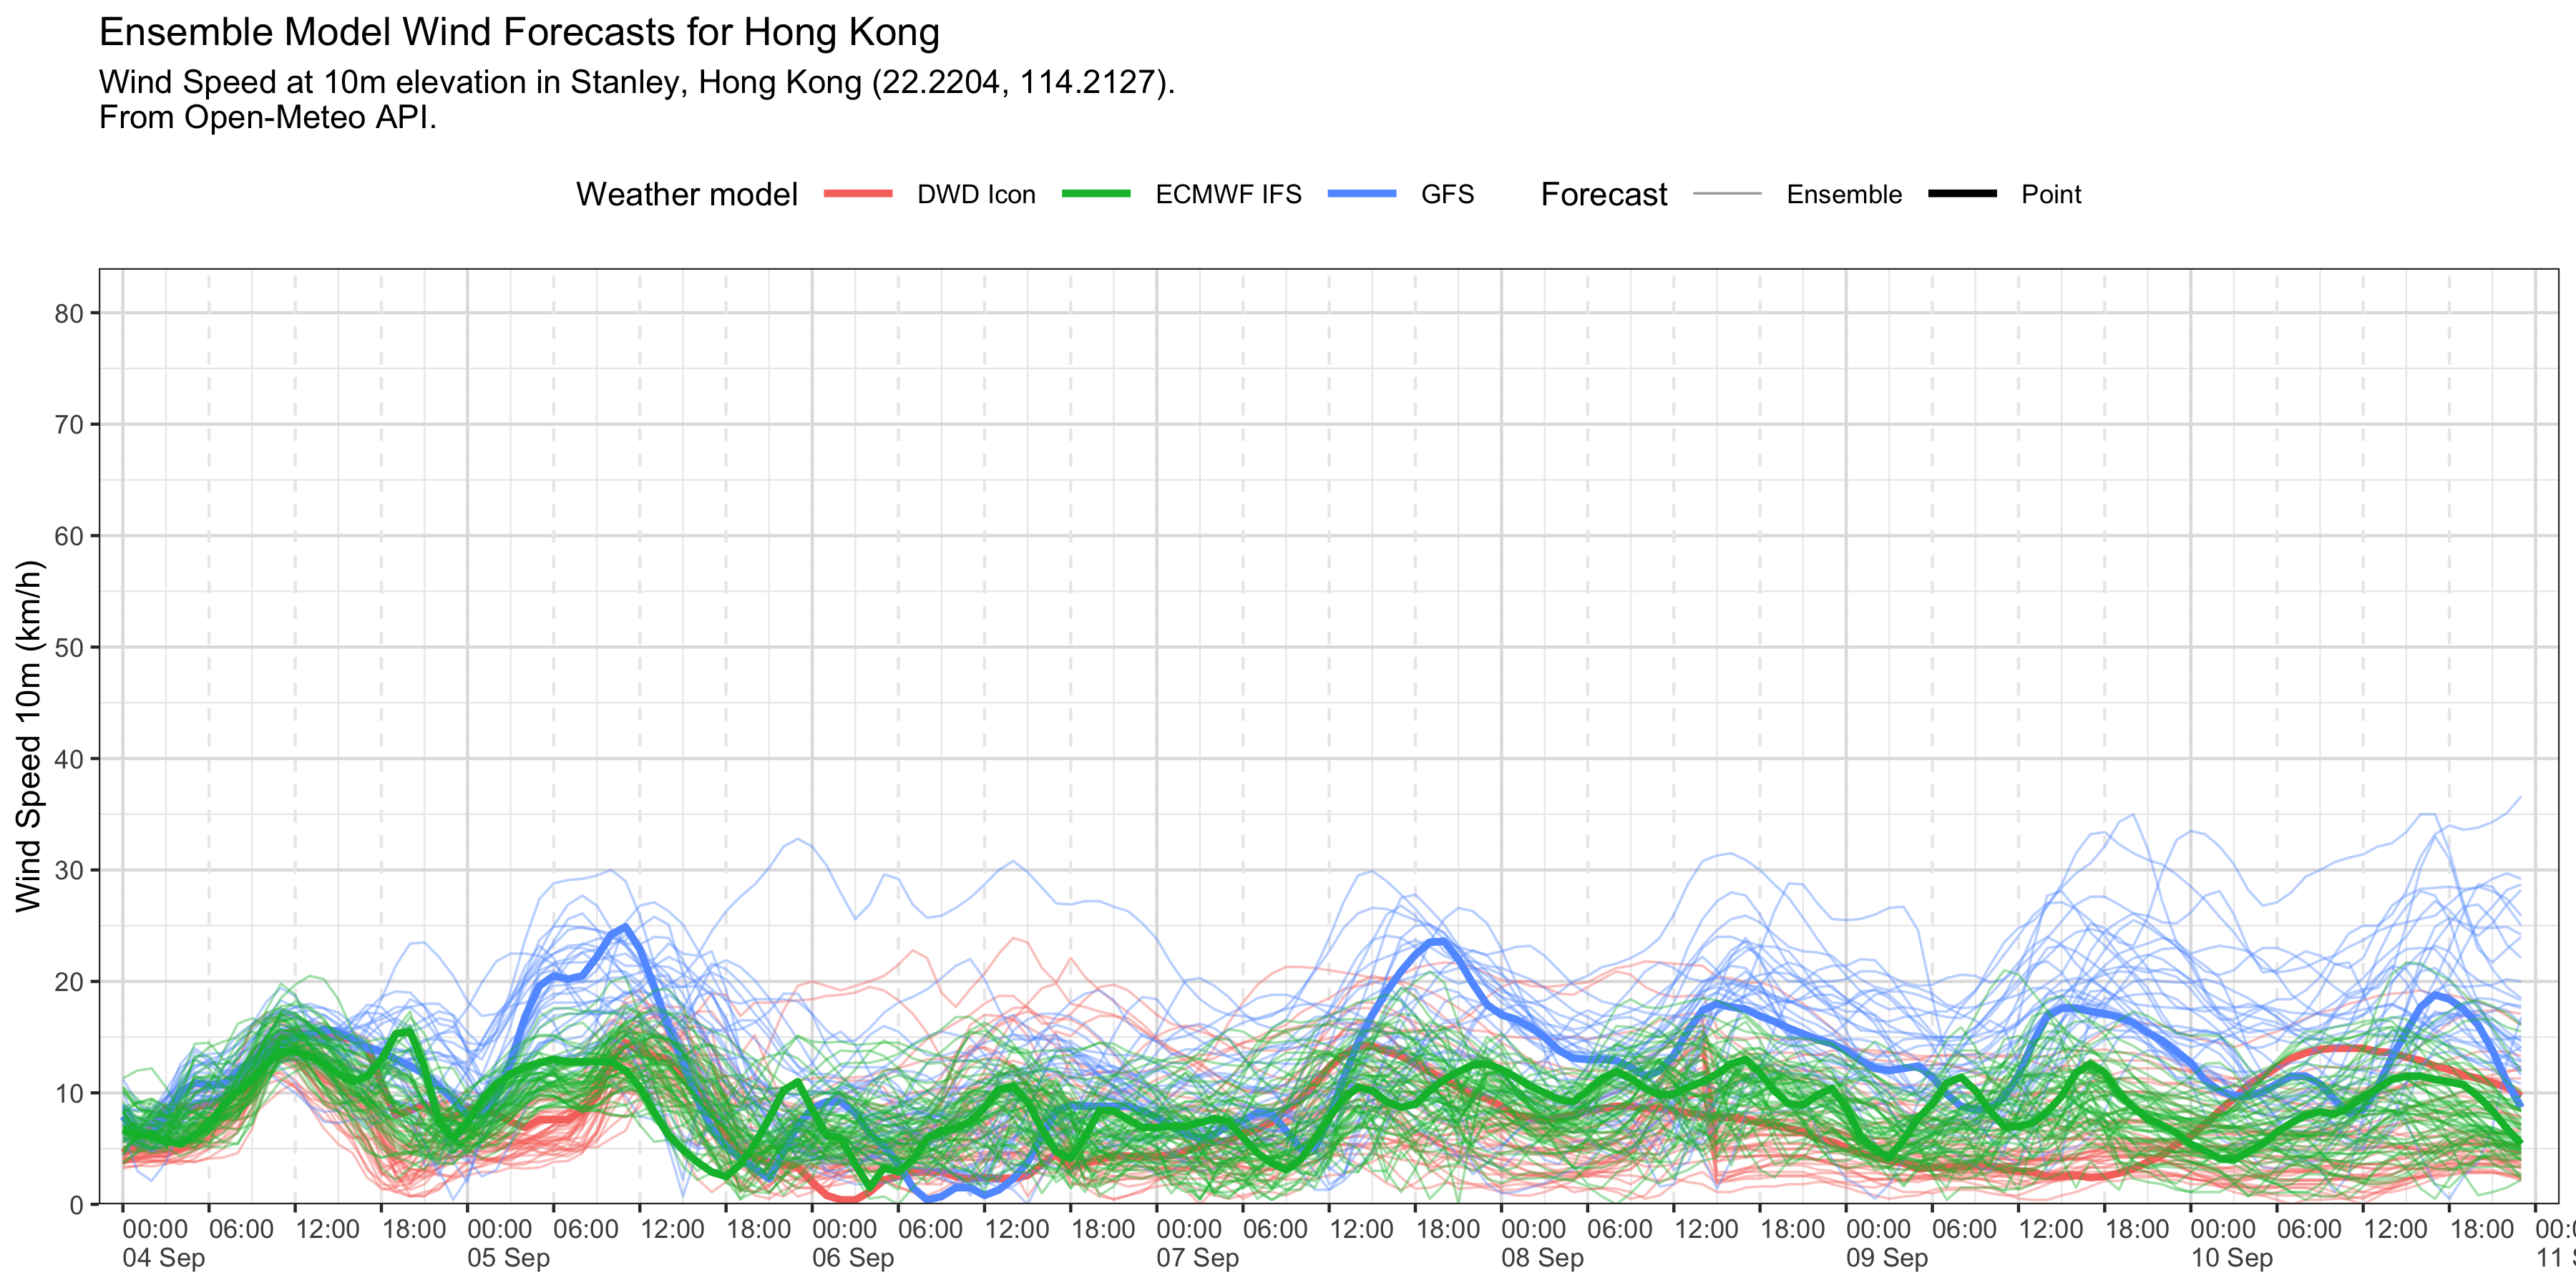 Ensemble Model Wind Forecasts for Hong Kong
Wind Speed at 10m elevation in Stanley, Hong Kong (22.2204, 114.2127).
From Open-Meteo API.
Weather model DWD Icon ECMWF IFS GFS Forecast Ensemble Point
Wind Speed 10m (km/h)
80
70
60
50
40
30
20
10
0
00:00 06:00 12:00 18:00 00:00 06:00 12:00 18:00 00:00 06:00 12:00 18:00 00:00 06:00 12:00 18:00 00:00 06:00 12:00 18:00 00:00 06:00 12:00 18:00 00:00 06:00 12:00 18:00
04 Sep 05 Sep 06 Sep 07 Sep 08 Sep 09 Sep 10 Sep 11